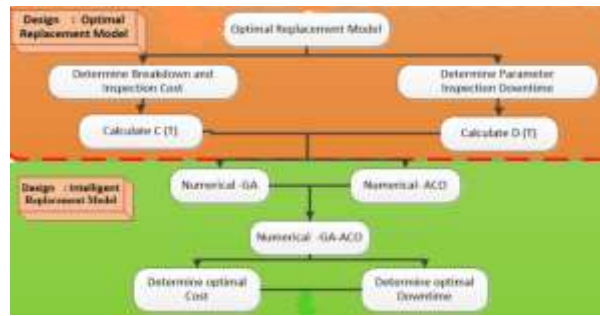 Design : Optimal
Replacement Model
Optimal Replacement Model
Determine Breakdown and
Inspection Cost
Determine Parameter
Inspection Downtime
Calculate C (T)
Calculate D (T)
Design : Intelligent
Replacement Model
Numerical -GA
Numerical- ACO
Numerical -GA-ACO
Determine optimal
Cost
Determine optimal
Downtime